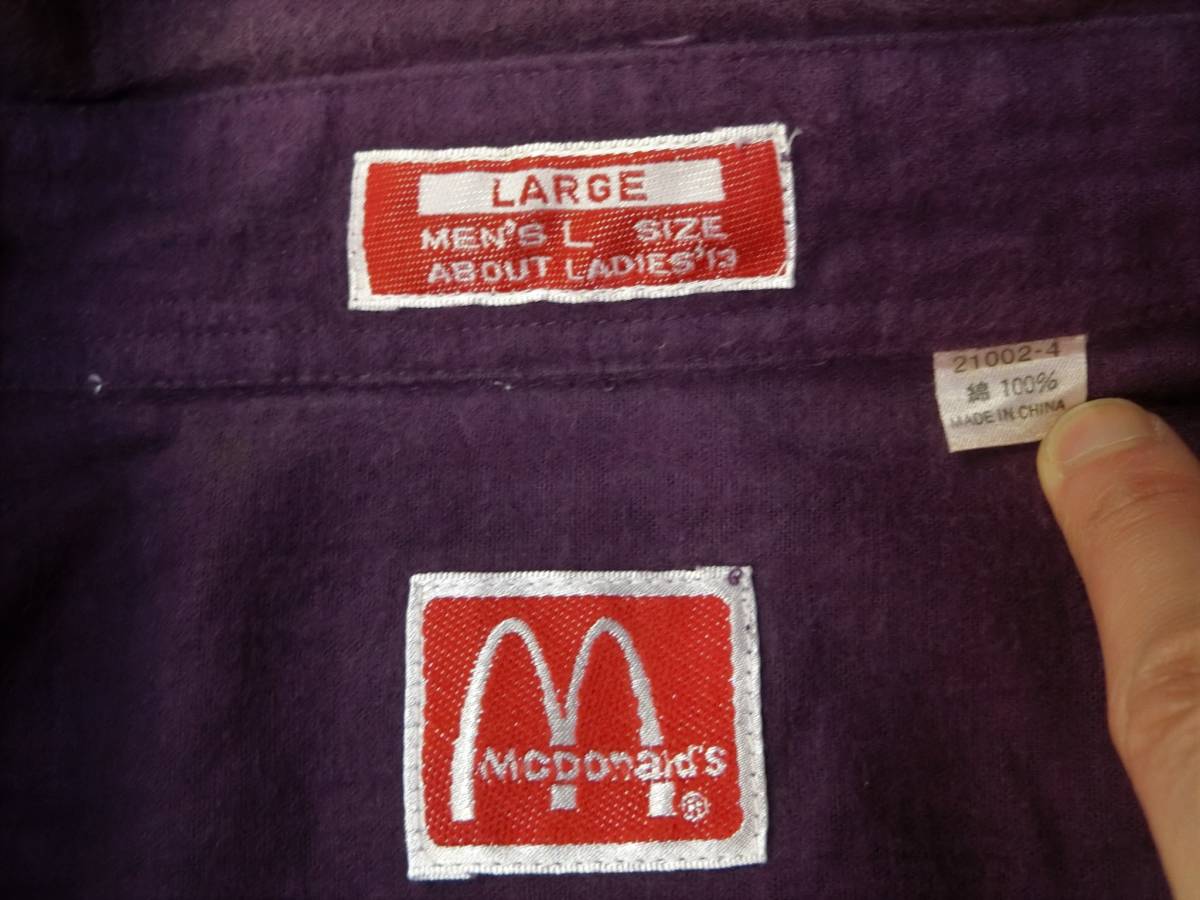 LARGE
MEN'S L SIZE
ABOUT LADIES'13
21002-4
綿 100%
MADE IN CHINA
McDonald's
®